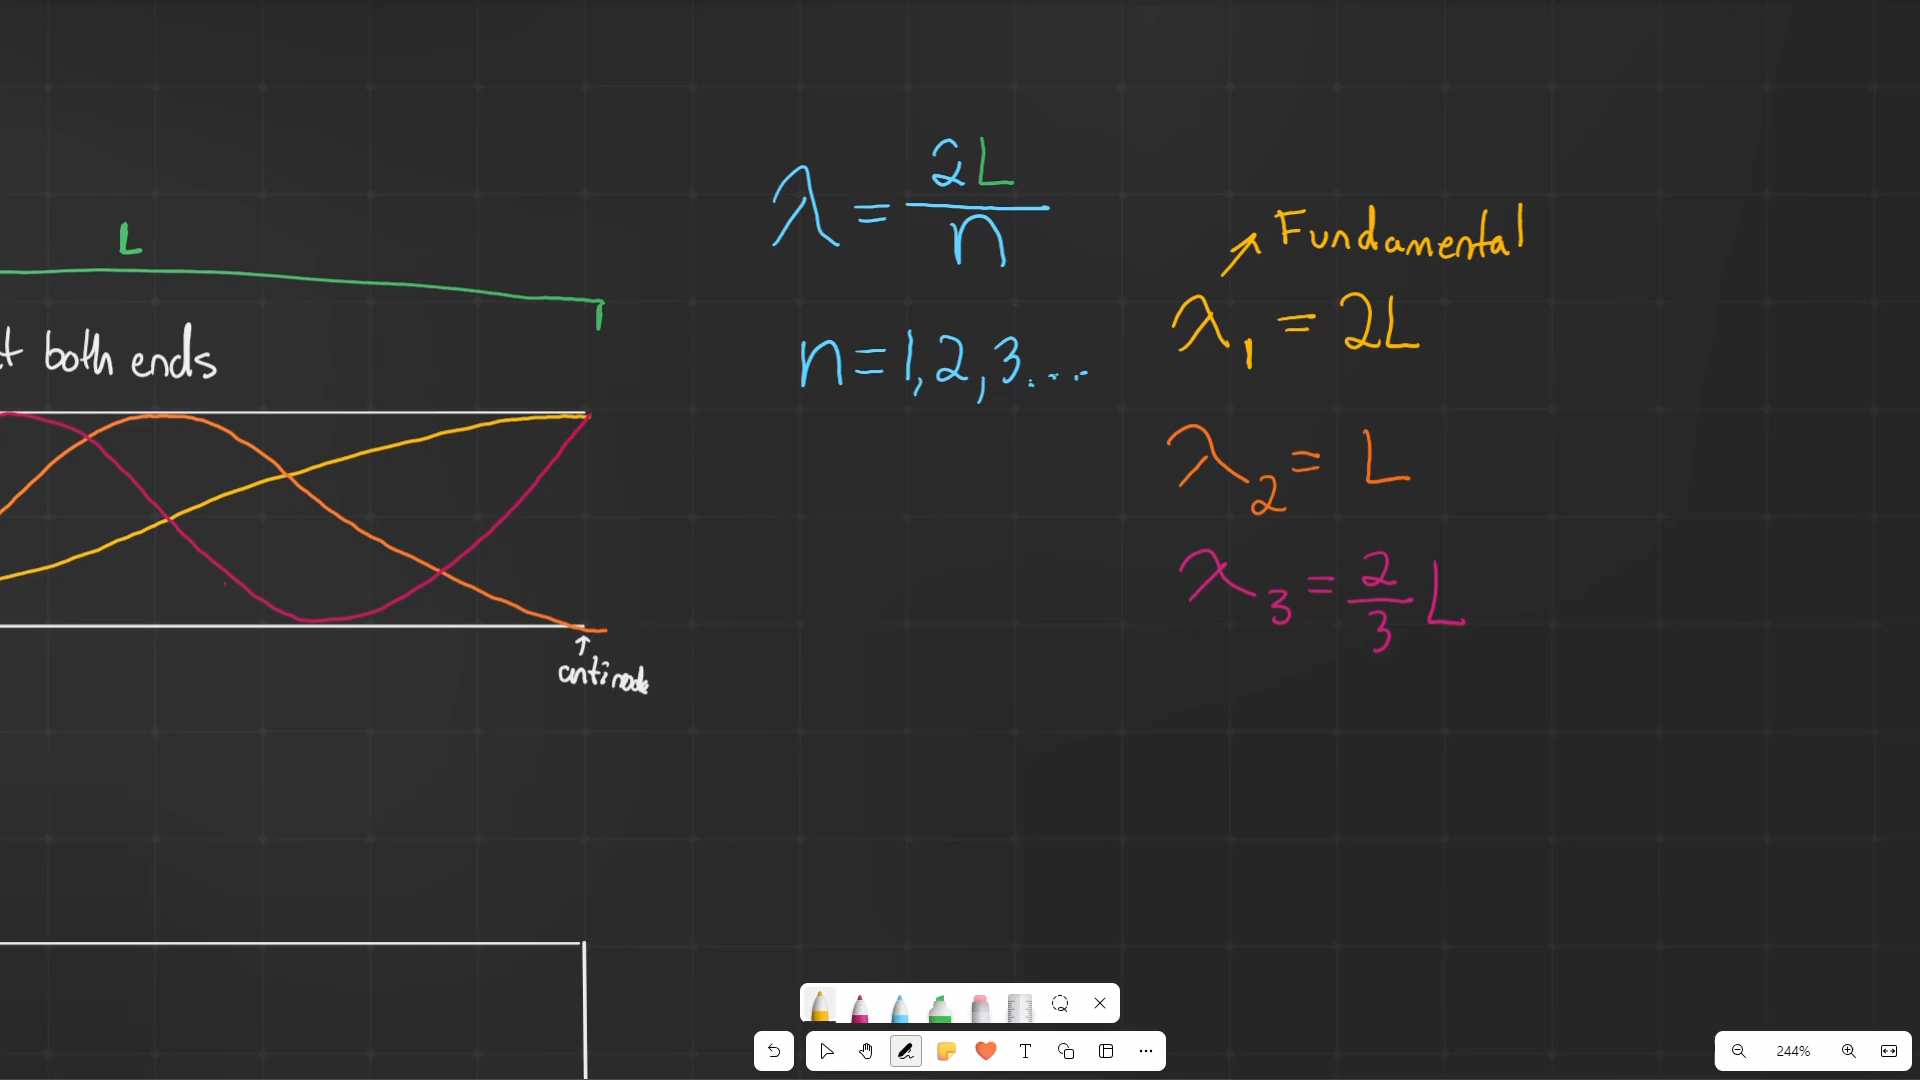 L
t both ends
antinode
λ = 2L/n
n=1,2,3....
Fundamental
λ₁ = 2L
λ₂ = L
λ₃ = 2/3 L
T
244%